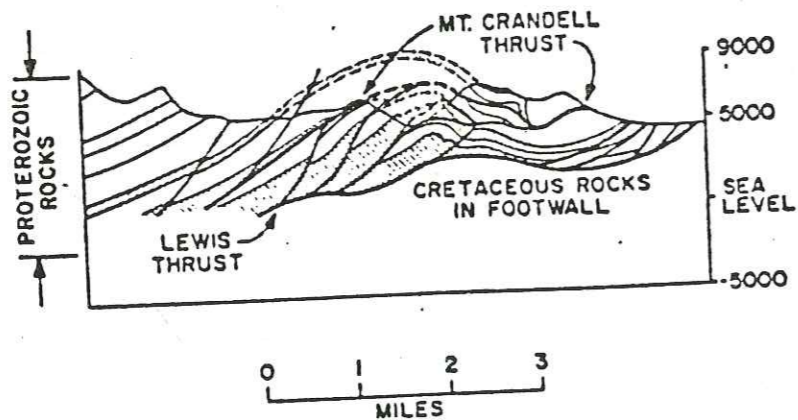 MT. CRANDELL
THRUST
9000
5000
PROTEROZOIC
ROCKS
CRETACEOUS ROCKS
IN FOOTWALL
SEA
LEVEL
LEWIS
THRUST
-5000
0 1 2 3
MILES